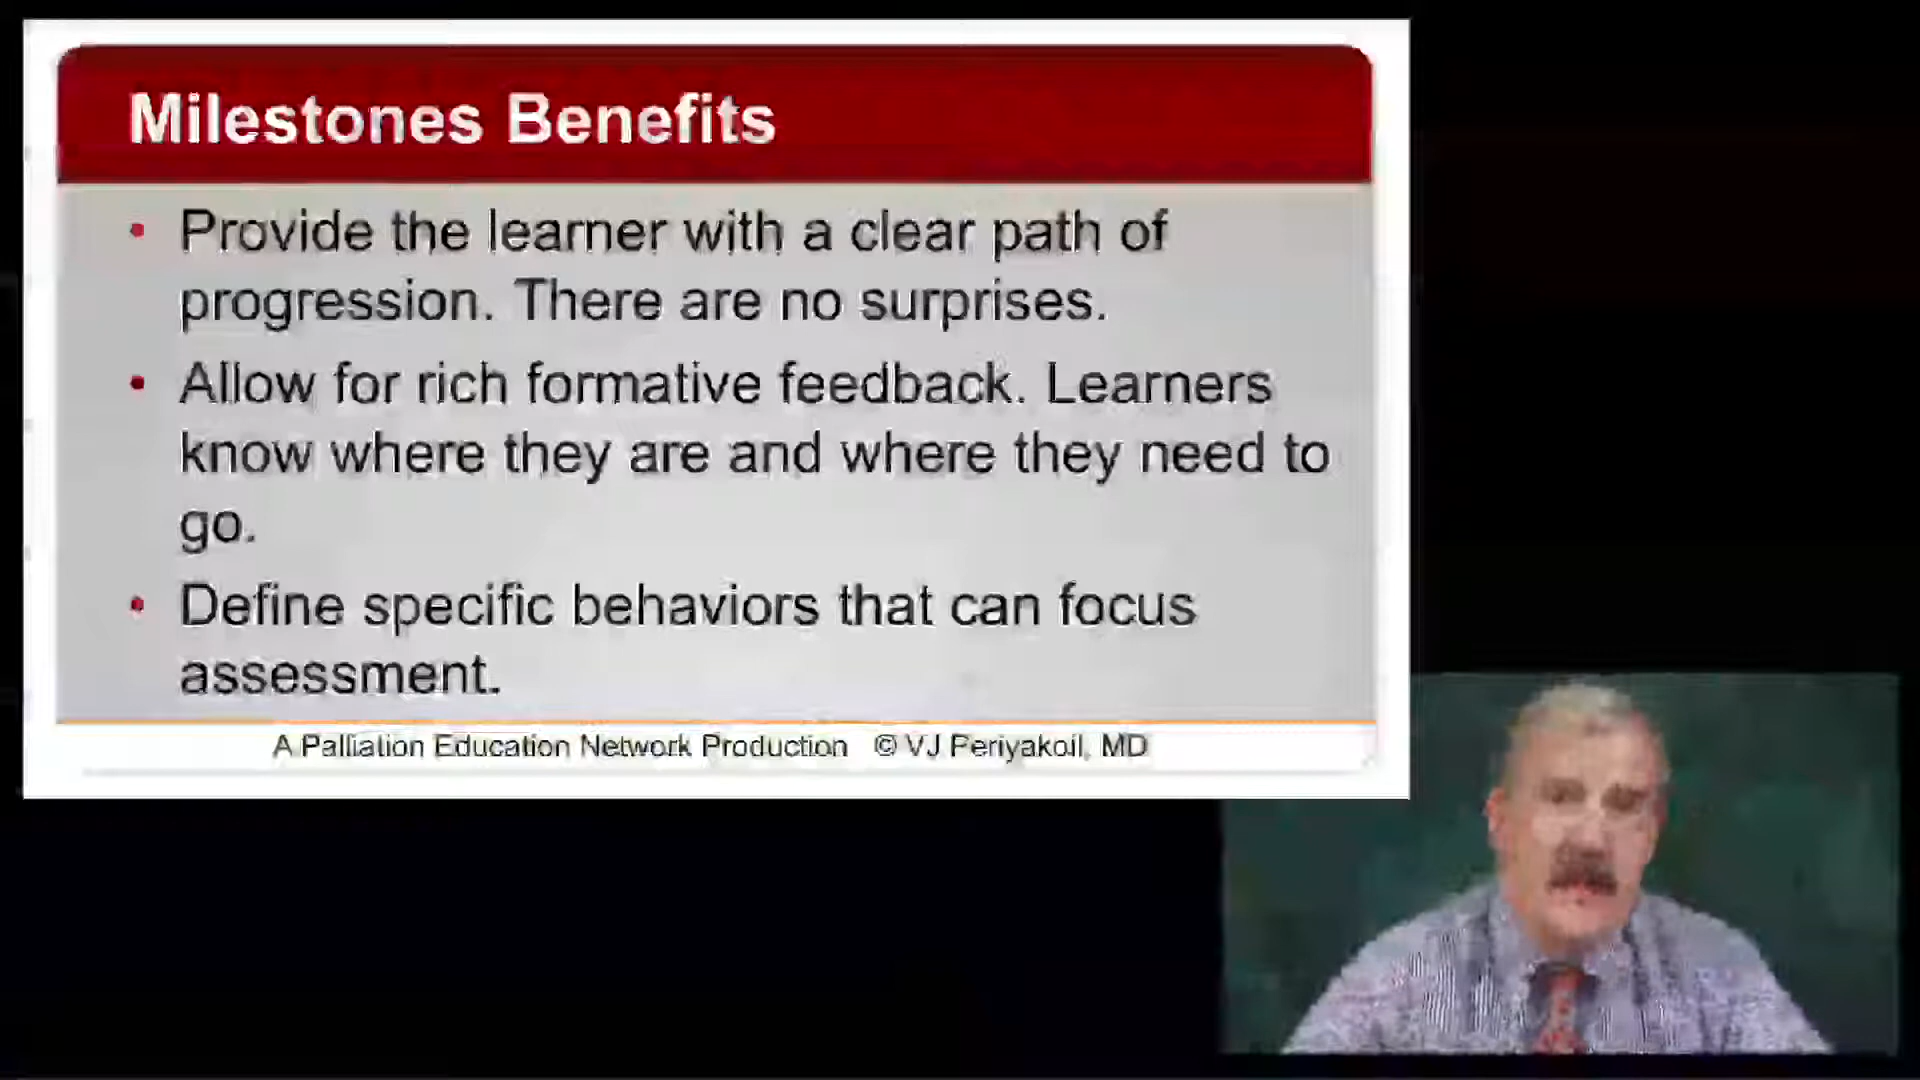 Milestones Benefits
• Provide the learner with a clear path of
progression. There are no surprises.
• Allow for rich formative feedback. Learners
know where they are and where they need to
go.
• Define specific behaviors that can focus
assessment.
A Palliation Education Network Production © VJ Periyakoil, MD